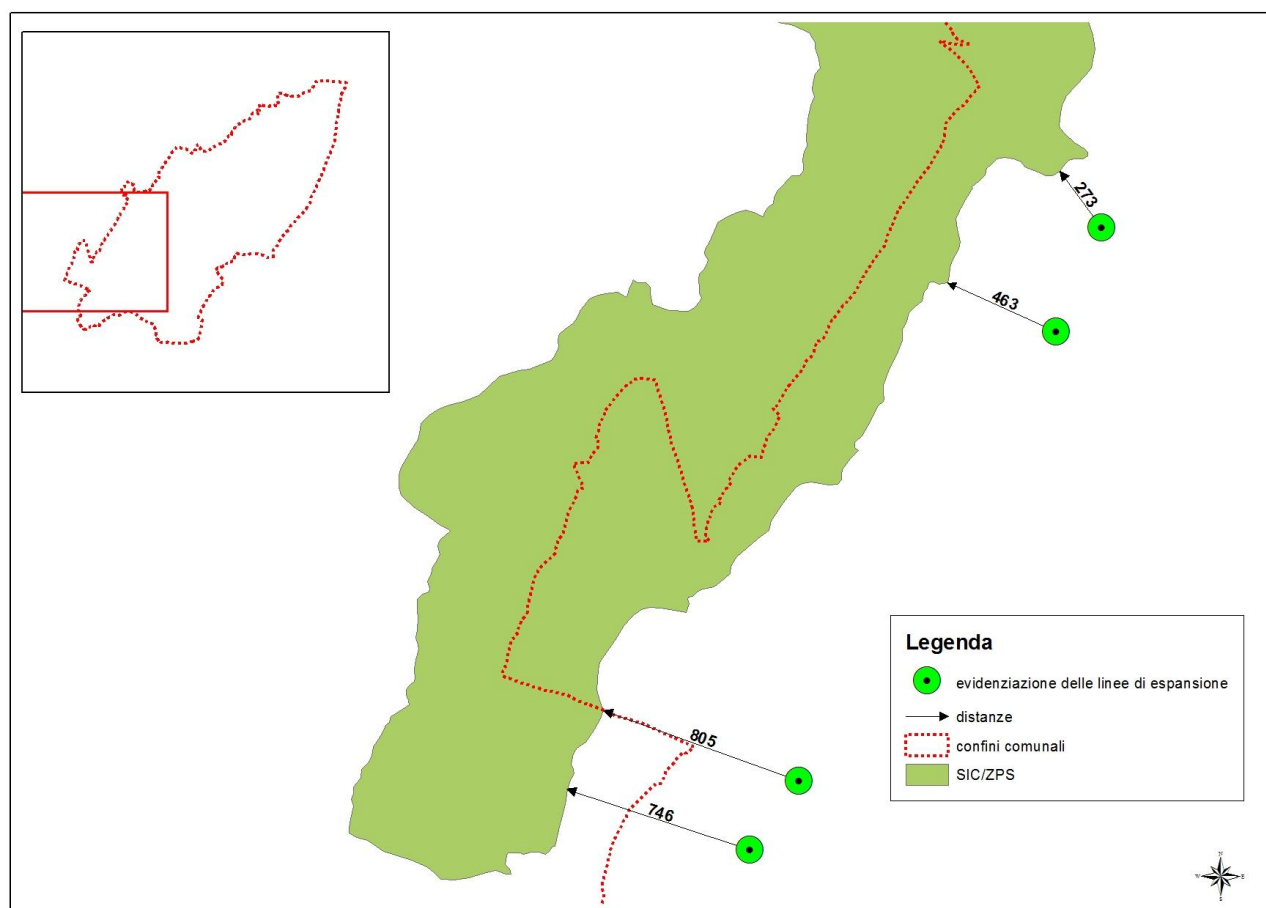 273
463
805
746
Legenda
evidenziazione delle linee di espansione
distanze
confini comunali
SIC/ZPS
N
W
E
S